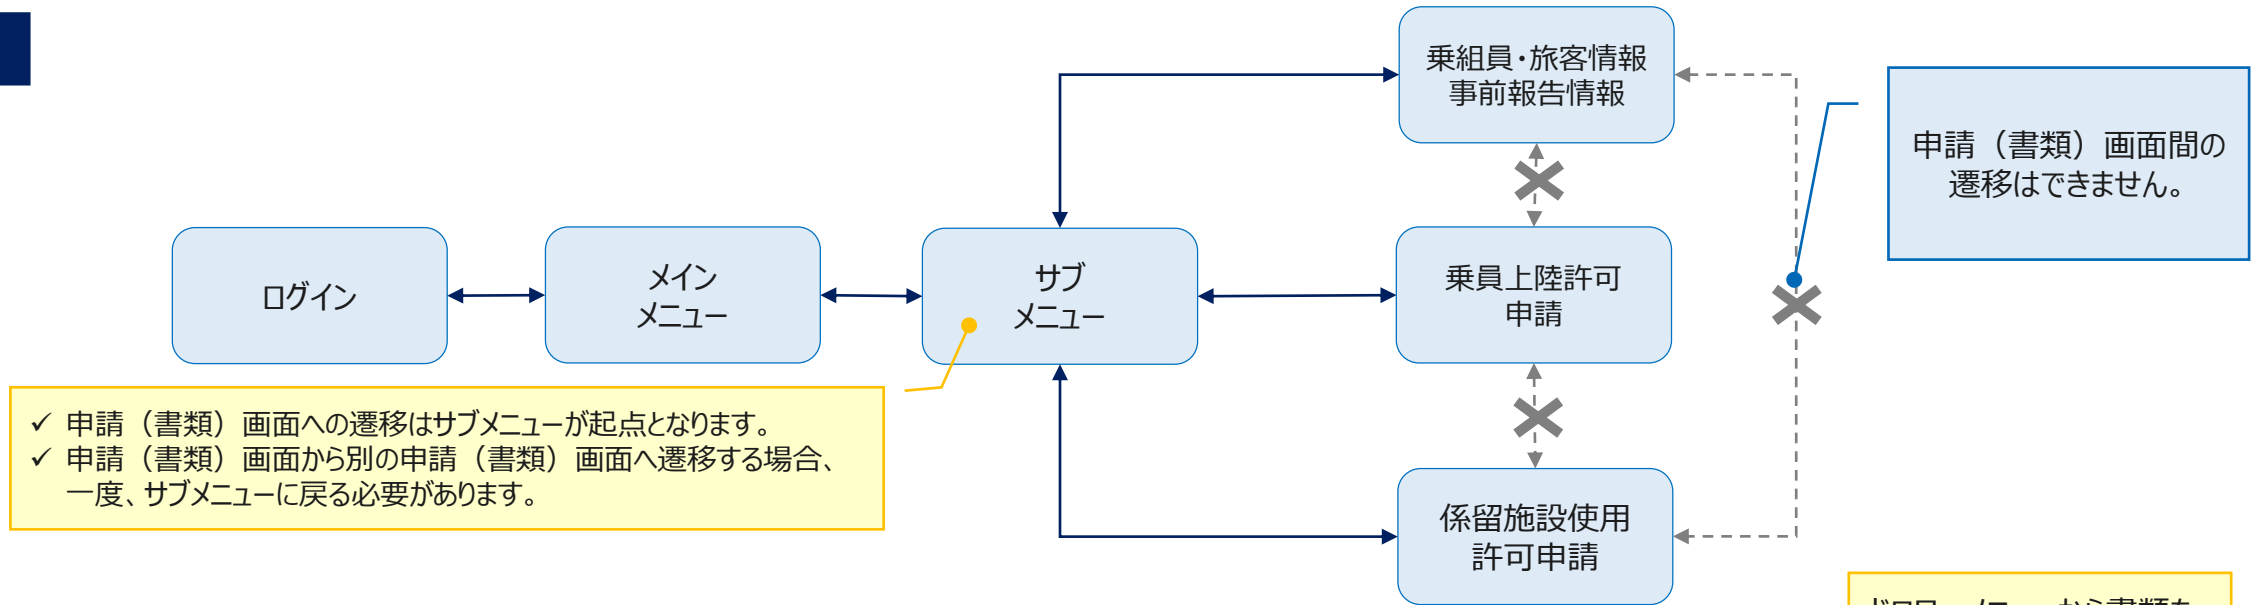 乗組員・旅客情報
事前報告情報
申請（書類）画面間の
遷移はできません。
ログイン
メイン
メニュー
サブ
メニュー
乗員上陸許可
申請
✓ 申請（書類）画面への遷移はサブメニューが起点となります。
✓ 申請（書類）画面から別の申請（書類）画面へ遷移する場合、
一度、サブメニューに戻る必要があります。
係留施設使用
許可申請